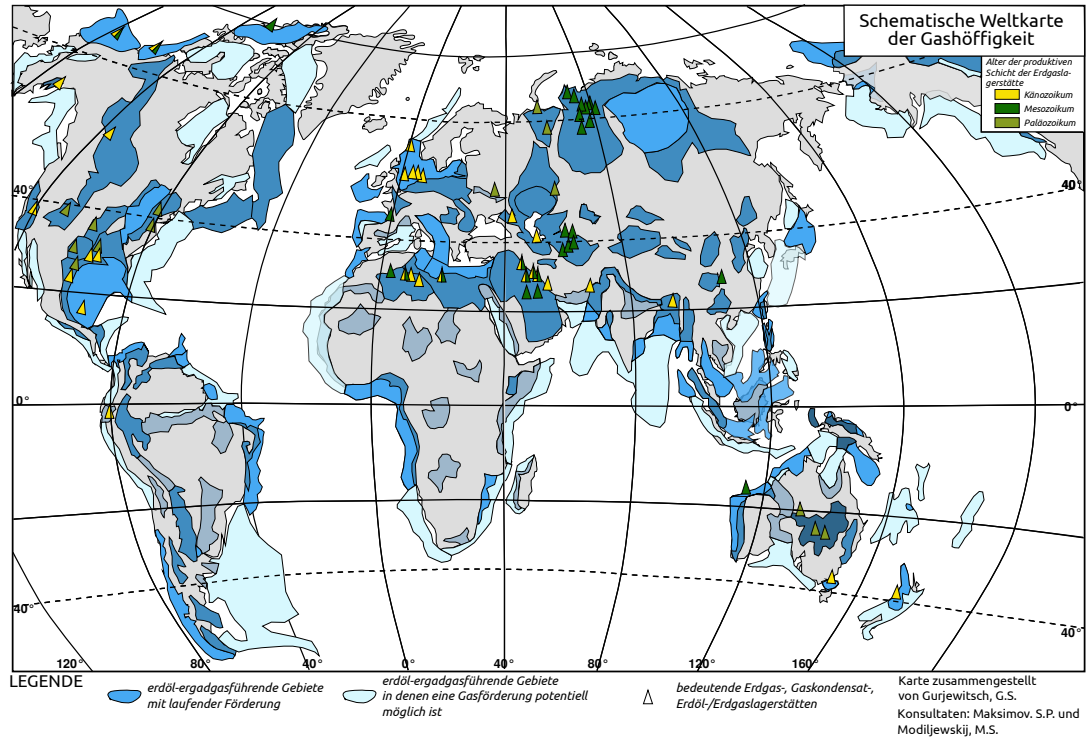 Schematische Weltkarte
der Gashöffigkeit
Alter der produktiven
Schicht der Erdgasla-
gerstätte
Känozoikum
Mesozoikum
Paläozoikum
40°
40°
0°
0°
40°
40°
120°
80°
40°
0°
40°
80°
120°
160°
LEGENDE
erdöl-ergadgasführende Gebiete
mit laufender Förderung
erdöl-ergadgasführende Gebiete
in denen eine Gasförderung potentiell
möglich ist
bedeutende Erdgas-, Gaskondensat-,
Erdöl-/Erdgaslagerstätten
Karte zusammengestellt
von Gurjewitsch, G.S.
Konsultaten: Maksimov. S.P. und
Modiljewskij, M.S.